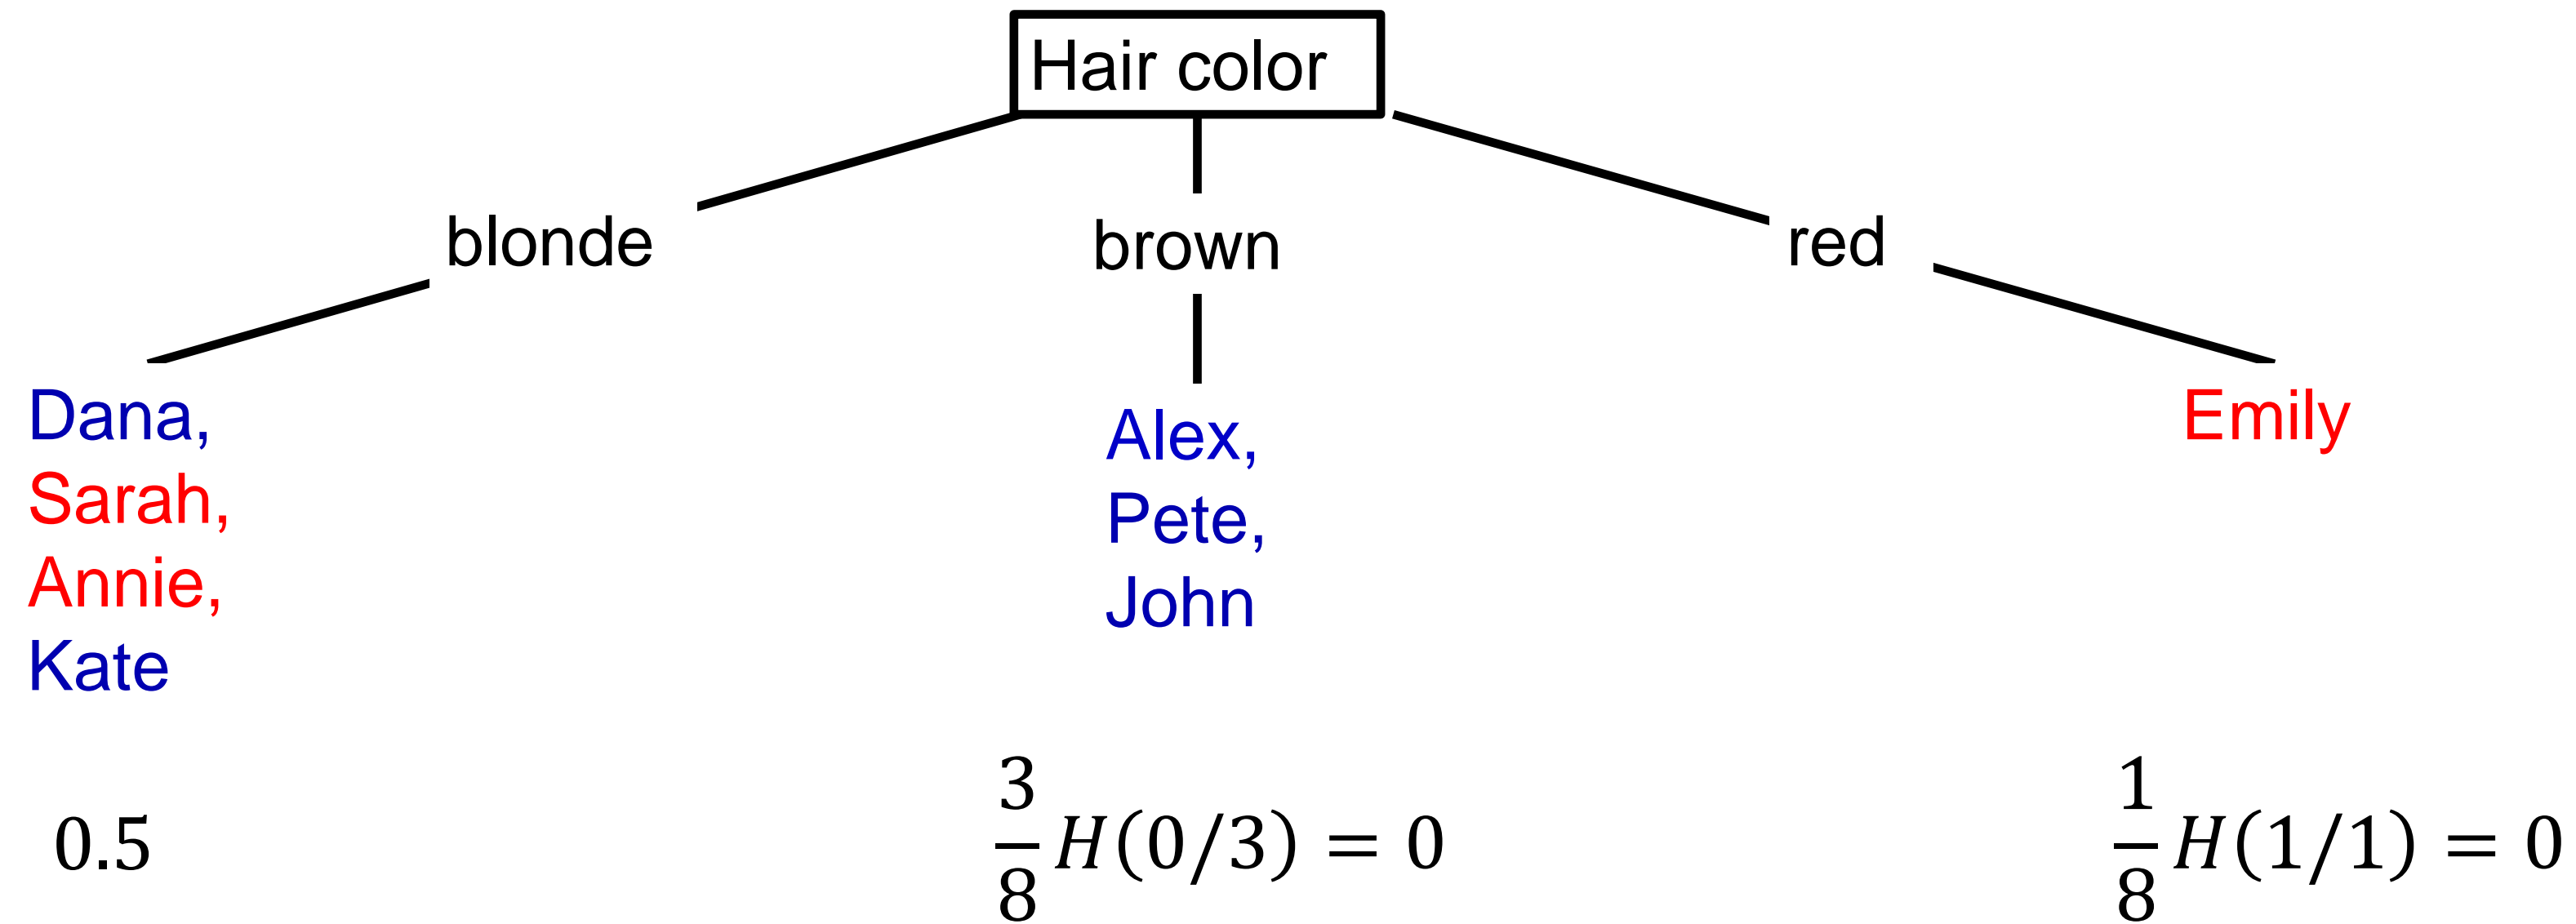 Hair color
blonde
brown
red
Dana,
Sarah,
Annie,
Kate
Alex,
Pete,
John
Emily
0.5
3/8 H(0/3) = 0
1/8 H(1/1) = 0